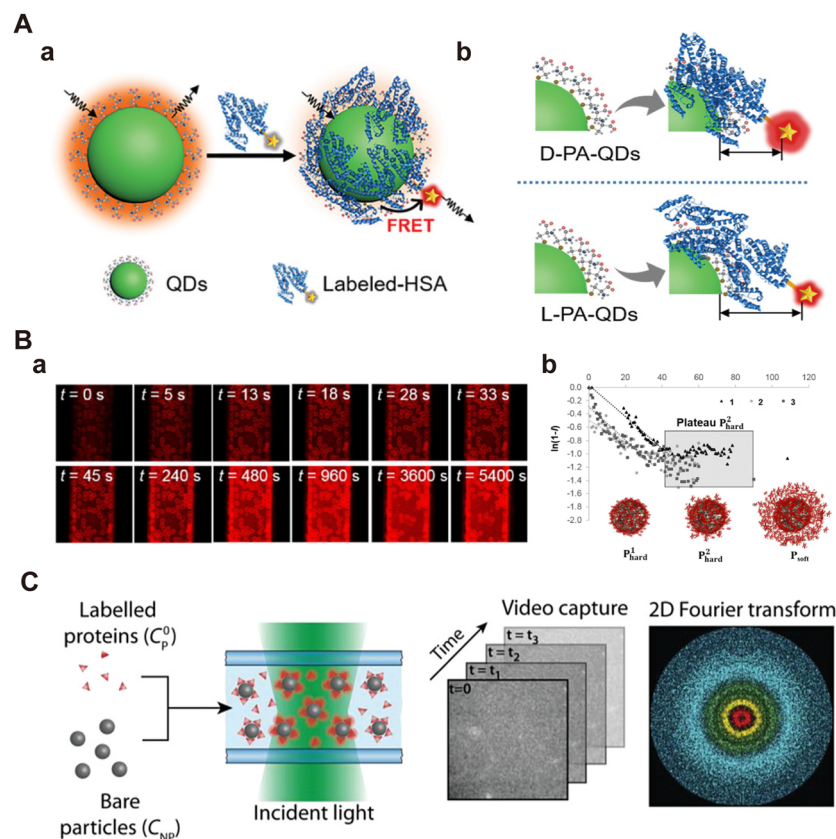 A
a
FRET
QDs
Labeled-HSA
b
D-PA-QDs
L-PA-QDs
B
a
t = 0 s
t = 5 s
t = 13 s
t = 18 s
t = 28 s
t = 33 s
t = 45 s
t = 240 s
t = 480 s
t = 960 s
t = 3600 s
t = 5400 s
b
0 20 40 60 80 100 120
0.0
-0.2
-0.4
-0.6
-0.8
-1.0
-1.2
-1.4
-1.6
-1.8
-2.0
ln(1-I)
1 2 3
Plateau P²hard
P¹hard
P²hard
Psoft
C
Labelled
proteins (C⁰P)
Bare
particles (CNP)
Incident light
Time
Video capture
t = t3
t = t2
t = t1
t=0
2D Fourier transform